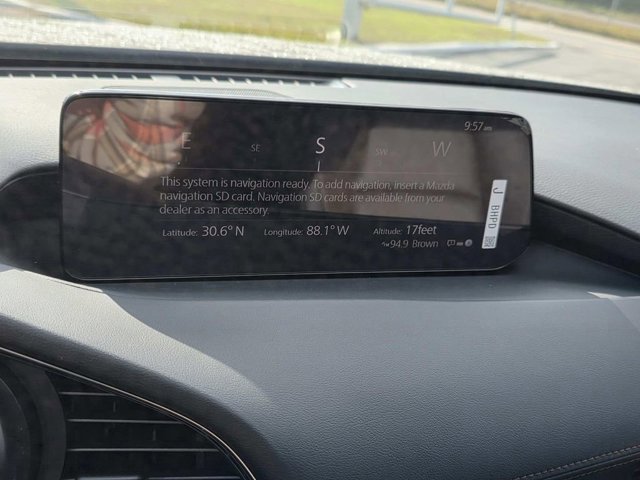 9:57am
E SE S SW W
This system is navigation ready. To add navigation, insert a Mazda
navigation SD card. Navigation SD cards are available from your
dealer as an accessory.
Latitude: 30.6° N Longitude: 88.1° W Altitude: 17feet
94.9 Brown
J BHPD